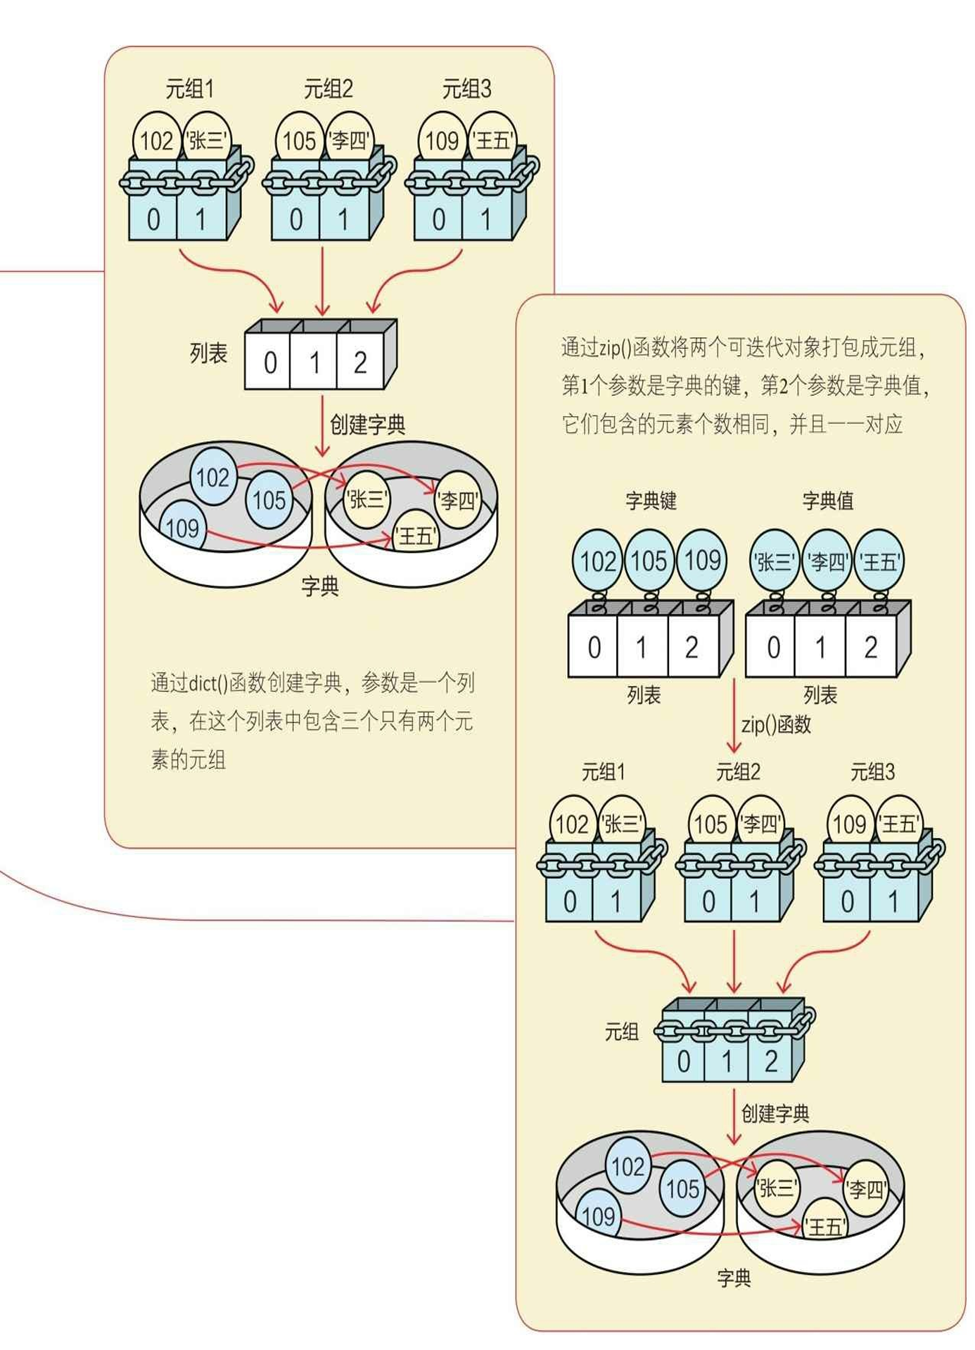 元组1 元组2 元组3
102 '张三' 105 '李四' 109 '王五'
0 1 0 1 0 1
列表 0 1 2
创建字典
102 105 109 '张三' '李四' '王五'
字典
通过dict()函数创建字典，参数是一个列
表，在这个列表中包含三个只有两个元
素的元组
通过zip()函数将两个可迭代对象打包成元组，
第1个参数是字典的键，第2个参数是字典值，
它们包含的元素个数相同，并且一一对应
字典键 字典值
102 105 109 '张三' '李四' '王五'
0 1 2 0 1 2
列表 列表
zip()函数
元组1 元组2 元组3
102 '张三' 105 '李四' 109 '王五'
0 1 0 1 0 1
元组 0 1 2
创建字典
102 105 109 '张三' '李四' '王五'
字典